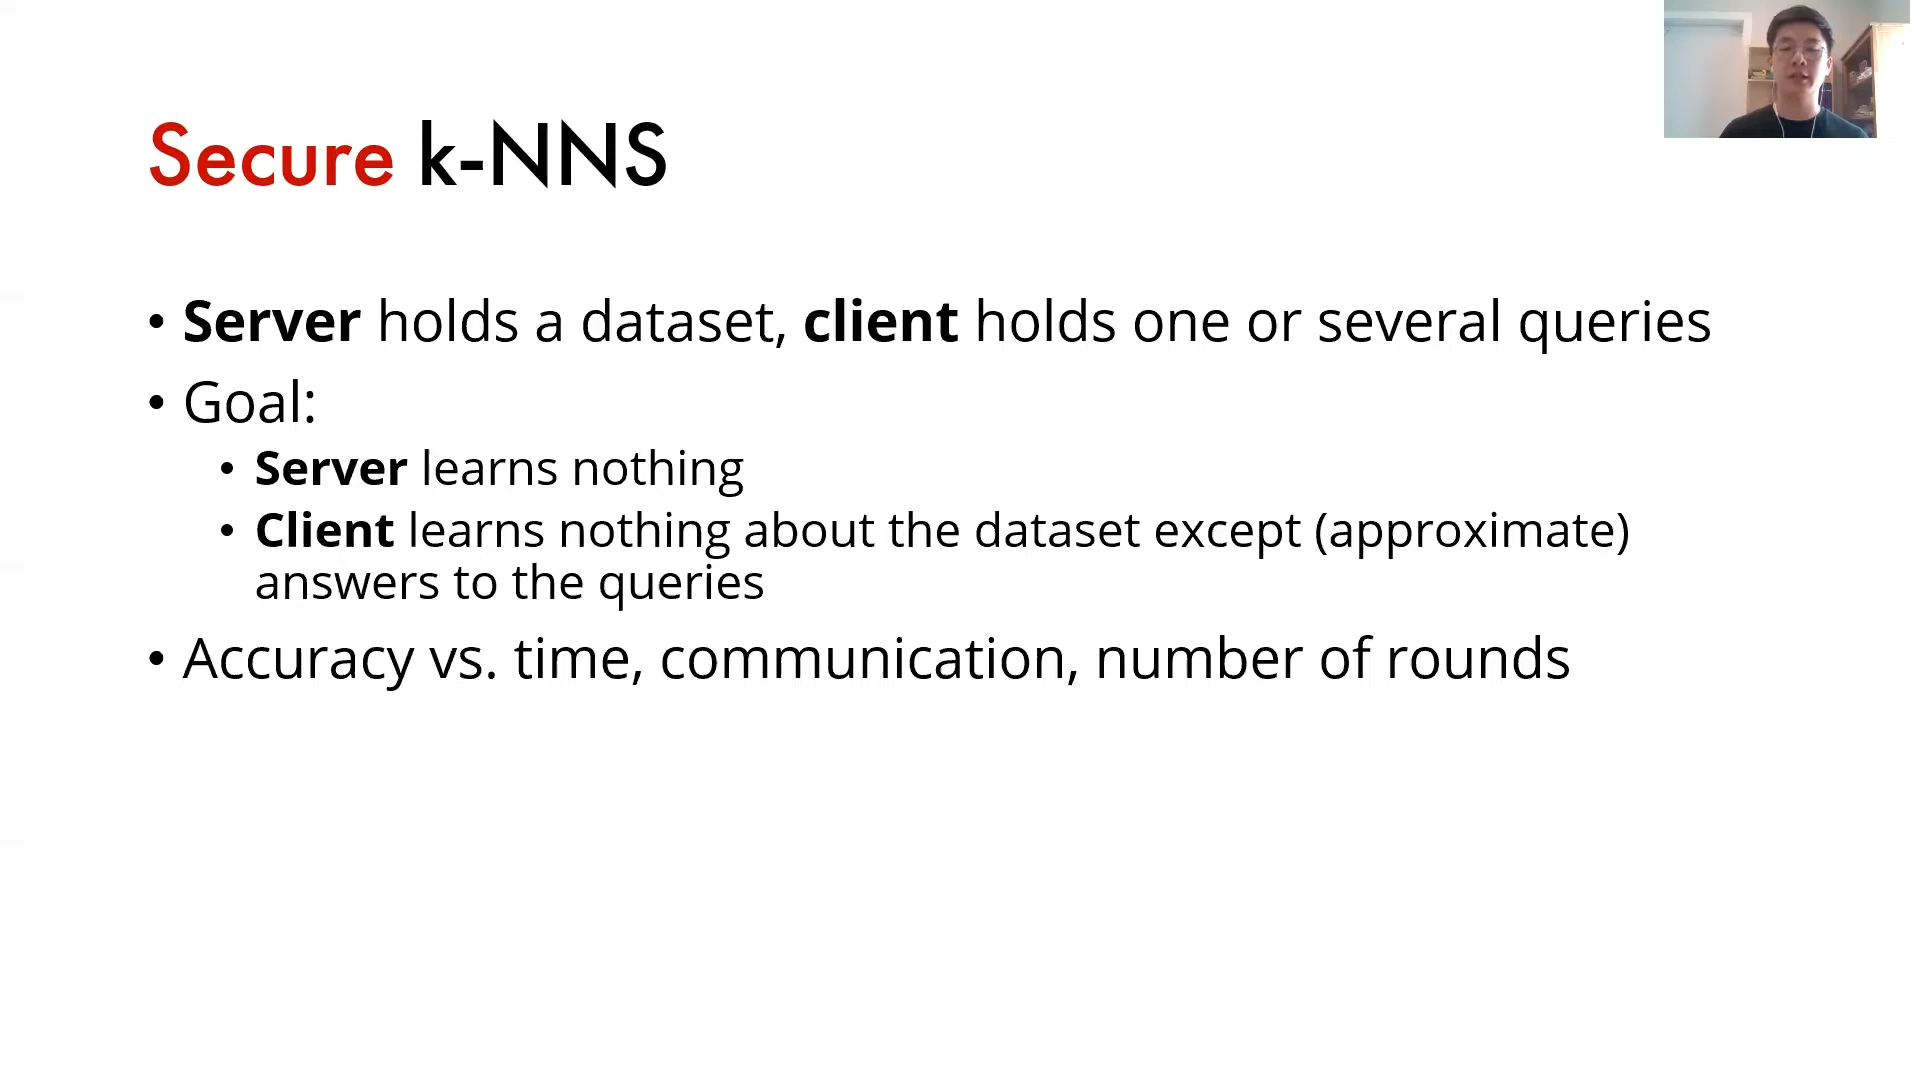 Secure k-NNS
• Server holds a dataset, client holds one or several queries
• Goal:
• Server learns nothing
• Client learns nothing about the dataset except (approximate)
answers to the queries
• Accuracy vs. time, communication, number of rounds